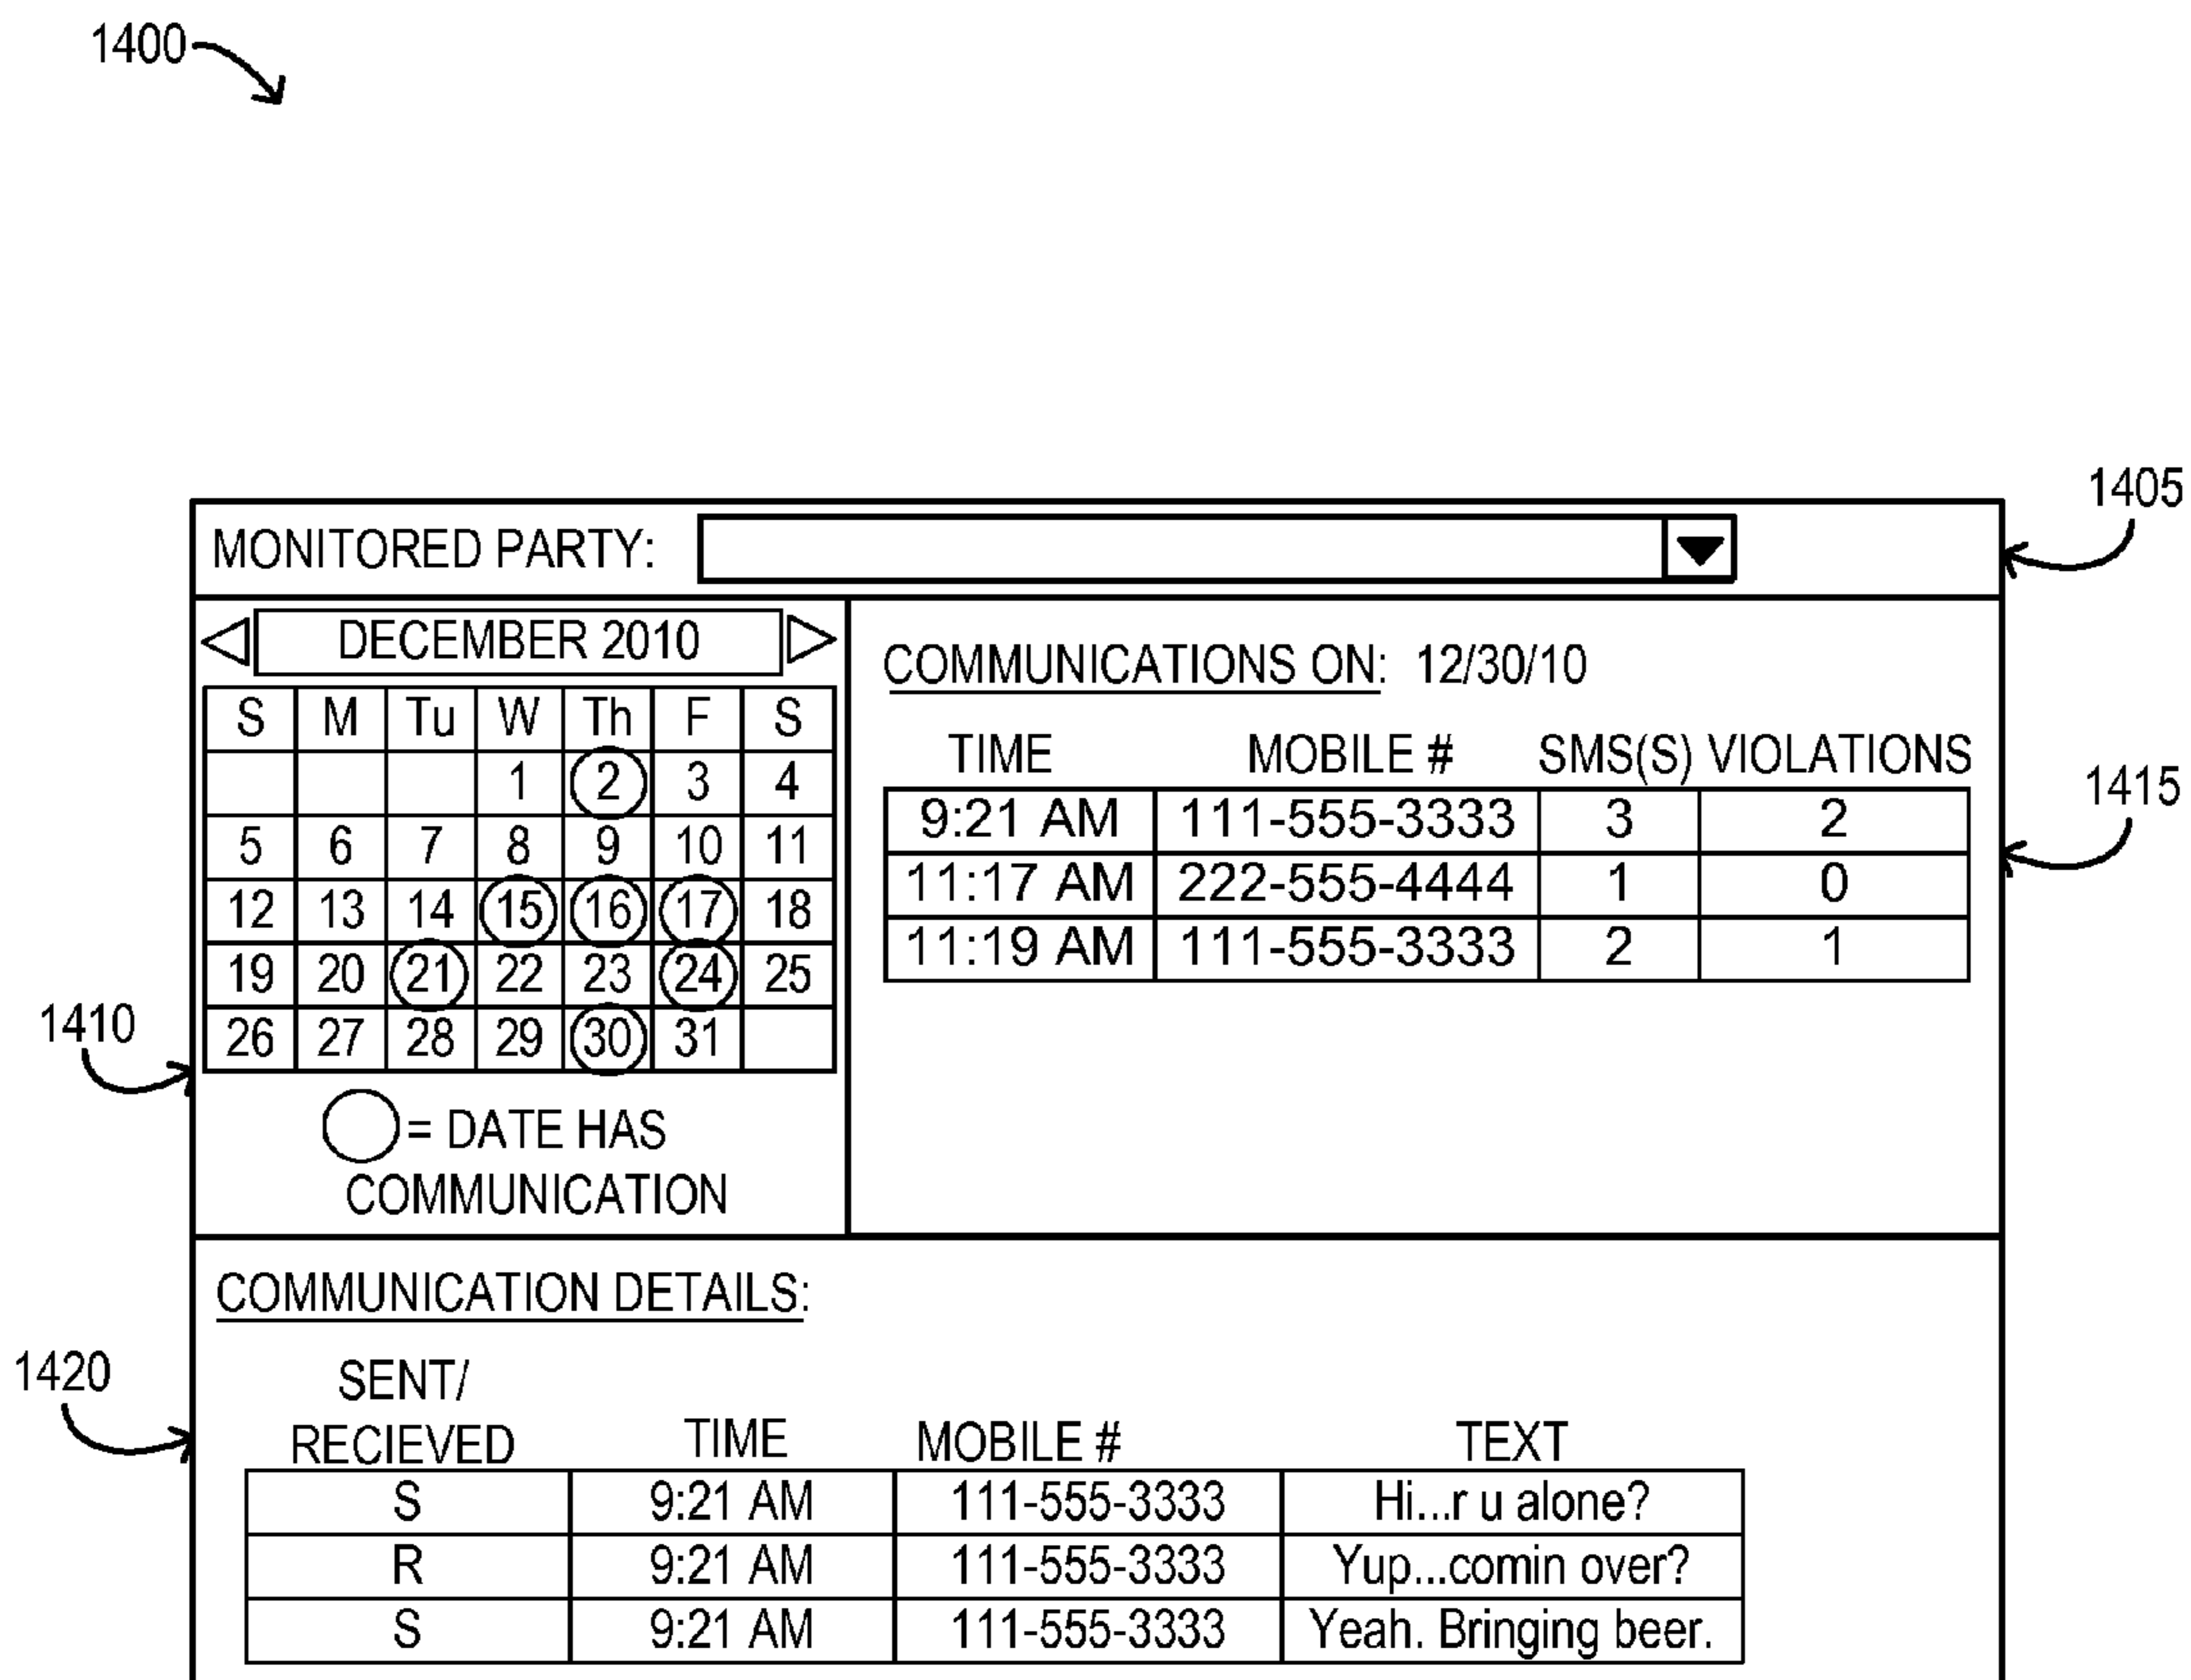 1400
1405
MONITORED PARTY:
DECEMBER 2010
S M Tu W Th F S
1 2 3 4
5 6 7 8 9 10 11
12 13 14 15 16 17 18
19 20 21 22 23 24 25
26 27 28 29 30 31
1410
= DATE HAS
COMMUNICATION
COMMUNICATIONS ON: 12/30/10
TIME MOBILE # SMS(S) VIOLATIONS
1415
9:21 AM 111-555-3333 3 2
11:17 AM 222-555-4444 1 0
11:19 AM 111-555-3333 2 1
COMMUNICATION DETAILS:
1420
SENT/
RECIEVED TIME MOBILE # TEXT
S 9:21 AM 111-555-3333 Hi...r u alone?
R 9:21 AM 111-555-3333 Yup...comin over?
S 9:21 AM 111-555-3333 Yeah. Bringing beer.